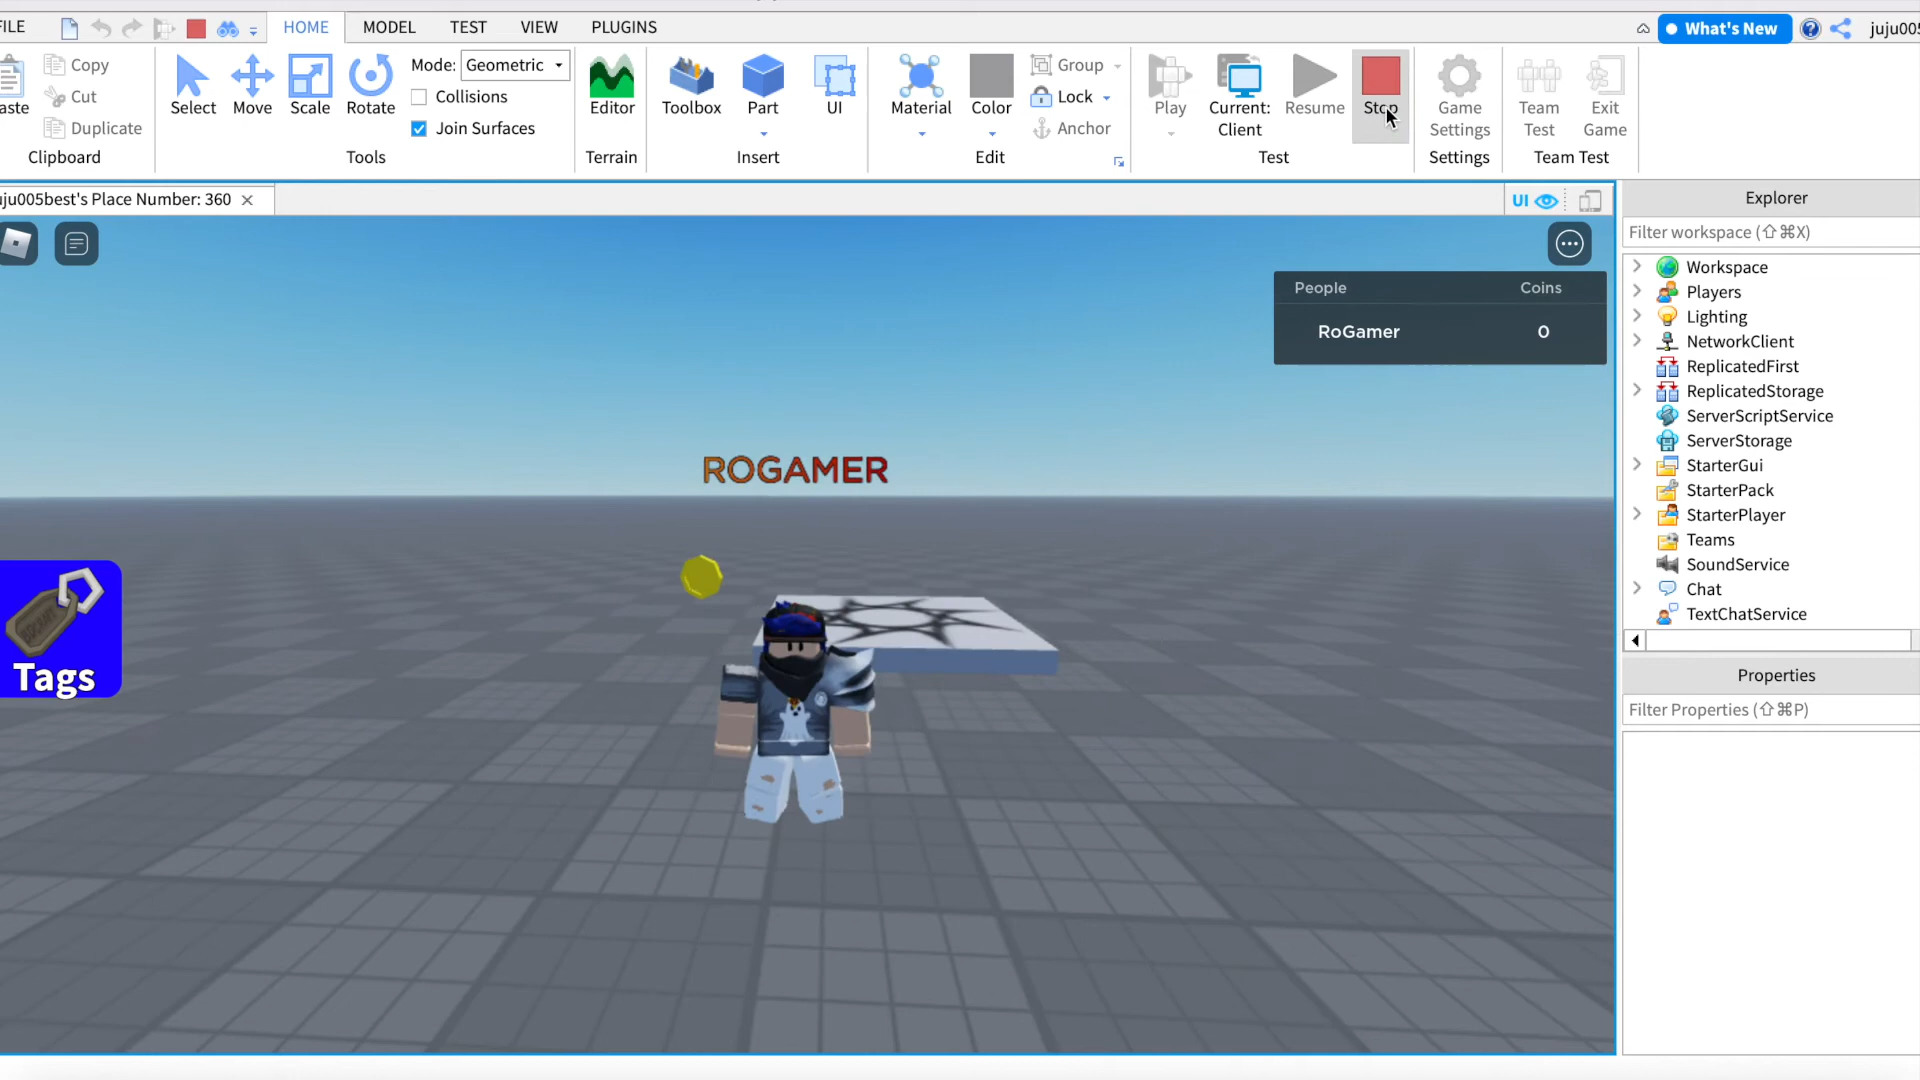 FILE HOME MODEL TEST VIEW PLUGINS What's New juju005
Copy
Cut
Duplicate
Clipboard
Select Move Scale Rotate
Mode: Geometric
Collisions
Join Surfaces
Tools
Editor
Terrain
Toolbox Part UI
Insert
Material Color
Group
Lock
Anchor
Edit
Play
Current:
Client
Resume Stop
Test
Game
Settings
Settings
Team
Test
Exit
Game
Team Test
uju005best's Place Number: 360
UI
People Coins
RoGamer 0
ROGAMER
Tags
Explorer
Filter workspace (⇧⌘X)
Workspace
Players
Lighting
NetworkClient
ReplicatedFirst
ReplicatedStorage
ServerScriptService
ServerStorage
StarterGui
StarterPack
StarterPlayer
Teams
SoundService
Chat
TextChatService
Properties
Filter Properties (⇧⌘P)